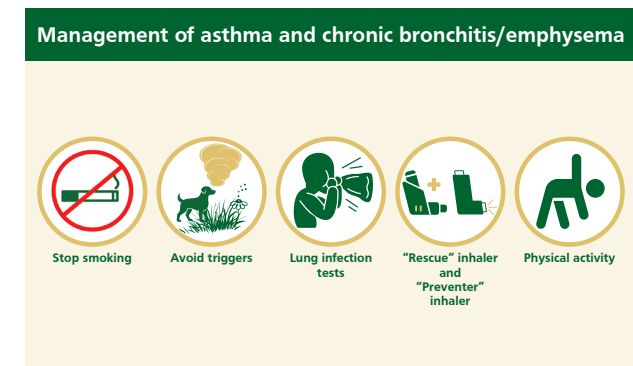 Management of asthma and chronic bronchitis/emphysema
Stop smoking
Avoid triggers
Lung infection
tests
“Rescue” inhaler
and
“Preventer”
inhaler
Physical activity